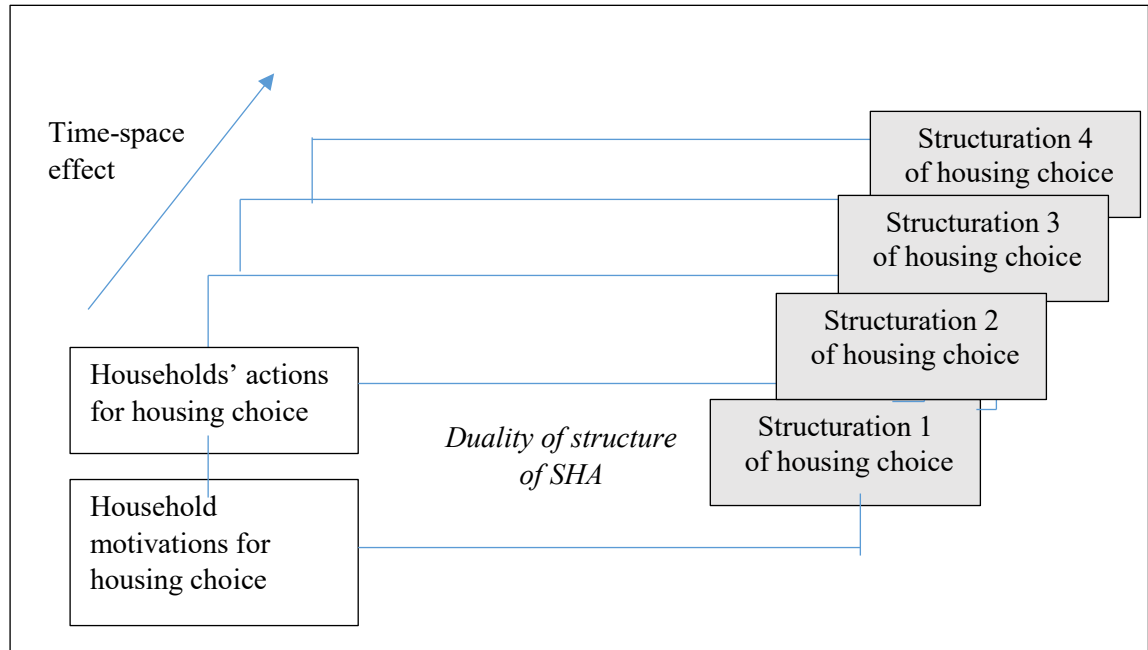 Time-space
effect
Structuration 4
of housing choice
Structuration 3
of housing choice
Structuration 2
of housing choice
Households’ actions
for housing choice
Duality of structure
of SHA
Structuration 1
of housing choice
Household
motivations for
housing choice